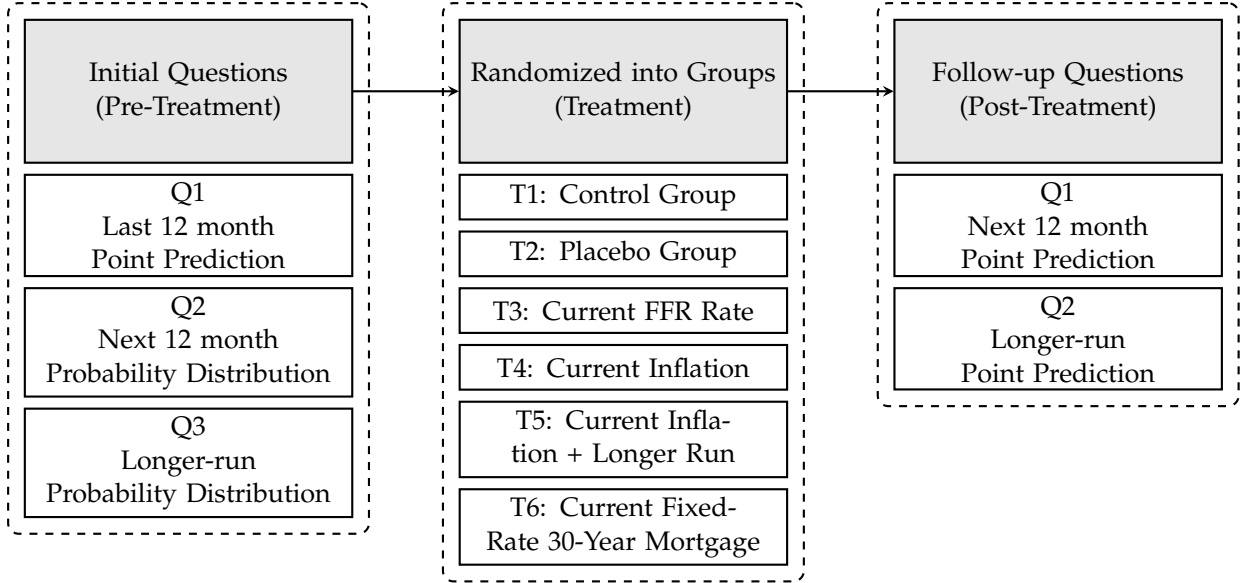 Initial Questions
(Pre-Treatment)
Q1
Last 12 month
Point Prediction
Q2
Next 12 month
Probability Distribution
Q3
Longer-run
Probability Distribution
Randomized into Groups
(Treatment)
T1: Control Group
T2: Placebo Group
T3: Current FFR Rate
T4: Current Inflation
T5: Current Infla-
tion + Longer Run
T6: Current Fixed-
Rate 30-Year Mortgage
Follow-up Questions
(Post-Treatment)
Q1
Next 12 month
Point Prediction
Q2
Longer-run
Point Prediction